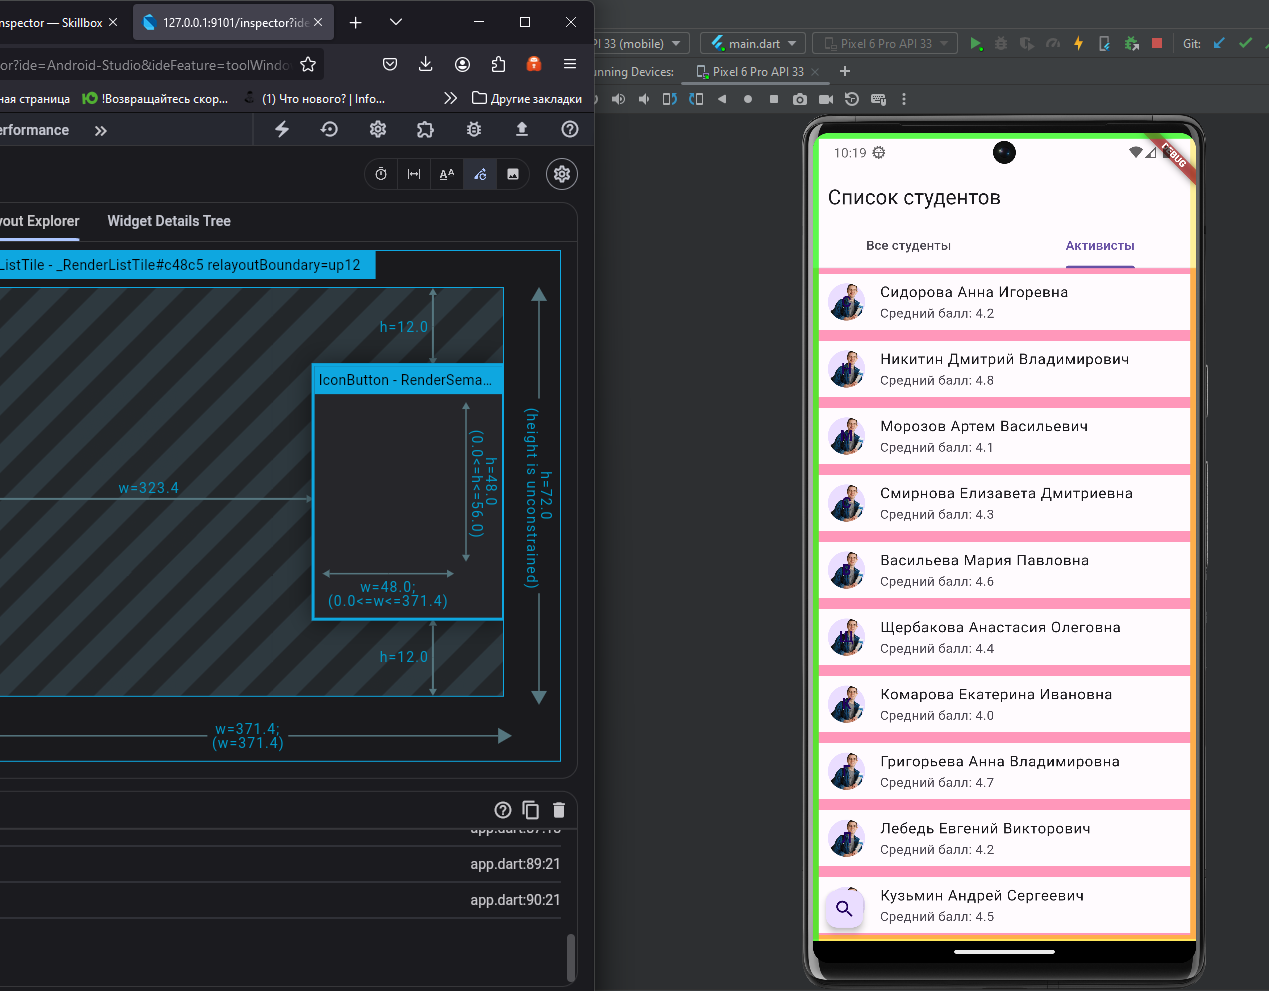 nspector — Skillbox
127.0.0.1:9101/inspector?ide
or?ide=Android-Studio&ideFeature=toolWindo
ная страница
!Возвращайтесь скор...
(1) Что нового? | Info...
Другие закладки
erformance
out Explorer
Widget Details Tree
ListTile - _RenderListTile#c48c5 relayoutBoundary=up12
h=12.0
IconButton - RenderSema...
h=48.0
(0.0<=h<=56.0)
w=323.4
w=48.0;
(0.0<=w<=371.4)
h=72.0
(height is unconstrained)
h=12.0
w=371.4;
(w=371.4)
app.dart:89:21
app.dart:90:21
PI 33 (mobile)
main.dart
Pixel 6 Pro API 33
Git:
unning Devices:
Pixel 6 Pro API 33
10:19
DEBUG
Список студентов
Все студенты
Активисты
Сидорова Анна Игоревна
Средний балл: 4.2
Никитин Дмитрий Владимирович
Средний балл: 4.8
Морозов Артем Васильевич
Средний балл: 4.1
Смирнова Елизавета Дмитриевна
Средний балл: 4.3
Васильева Мария Павловна
Средний балл: 4.6
Щербакова Анастасия Олеговна
Средний балл: 4.4
Комарова Екатерина Ивановна
Средний балл: 4.0
Григорьева Анна Владимировна
Средний балл: 4.7
Лебедь Евгений Викторович
Средний балл: 4.2
Кузьмин Андрей Сергеевич
Средний балл: 4.5